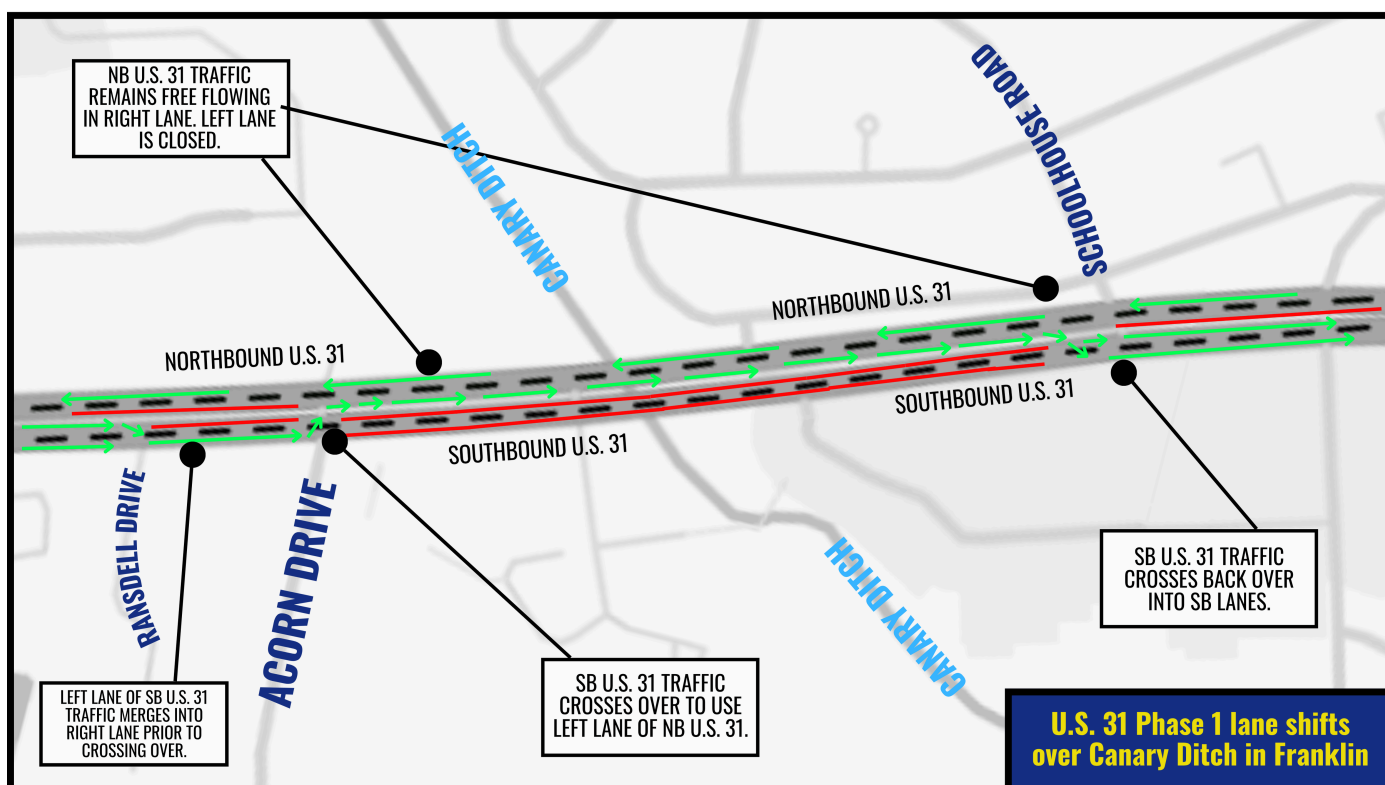 NB U.S. 31 TRAFFIC
REMAINS FREE FLOWING
IN RIGHT LANE. LEFT LANE
IS CLOSED.
CANARY DITCH
SCHOOLHOUSE ROAD
NORTHBOUND U.S. 31
NORTHBOUND U.S. 31
SOUTHBOUND U.S. 31
SOUTHBOUND U.S. 31
RANSDELL DRIVE
ACORN DRIVE
CANARY DITCH
SB U.S. 31 TRAFFIC
CROSSES BACK OVER
INTO SB LANES.
LEFT LANE OF SB U.S. 31
TRAFFIC MERGES INTO
RIGHT LANE PRIOR TO
CROSSING OVER.
SB U.S. 31 TRAFFIC
CROSSES OVER TO USE
LEFT LANE OF NB U.S. 31.
U.S. 31 Phase 1 lane shifts
over Canary Ditch in Franklin